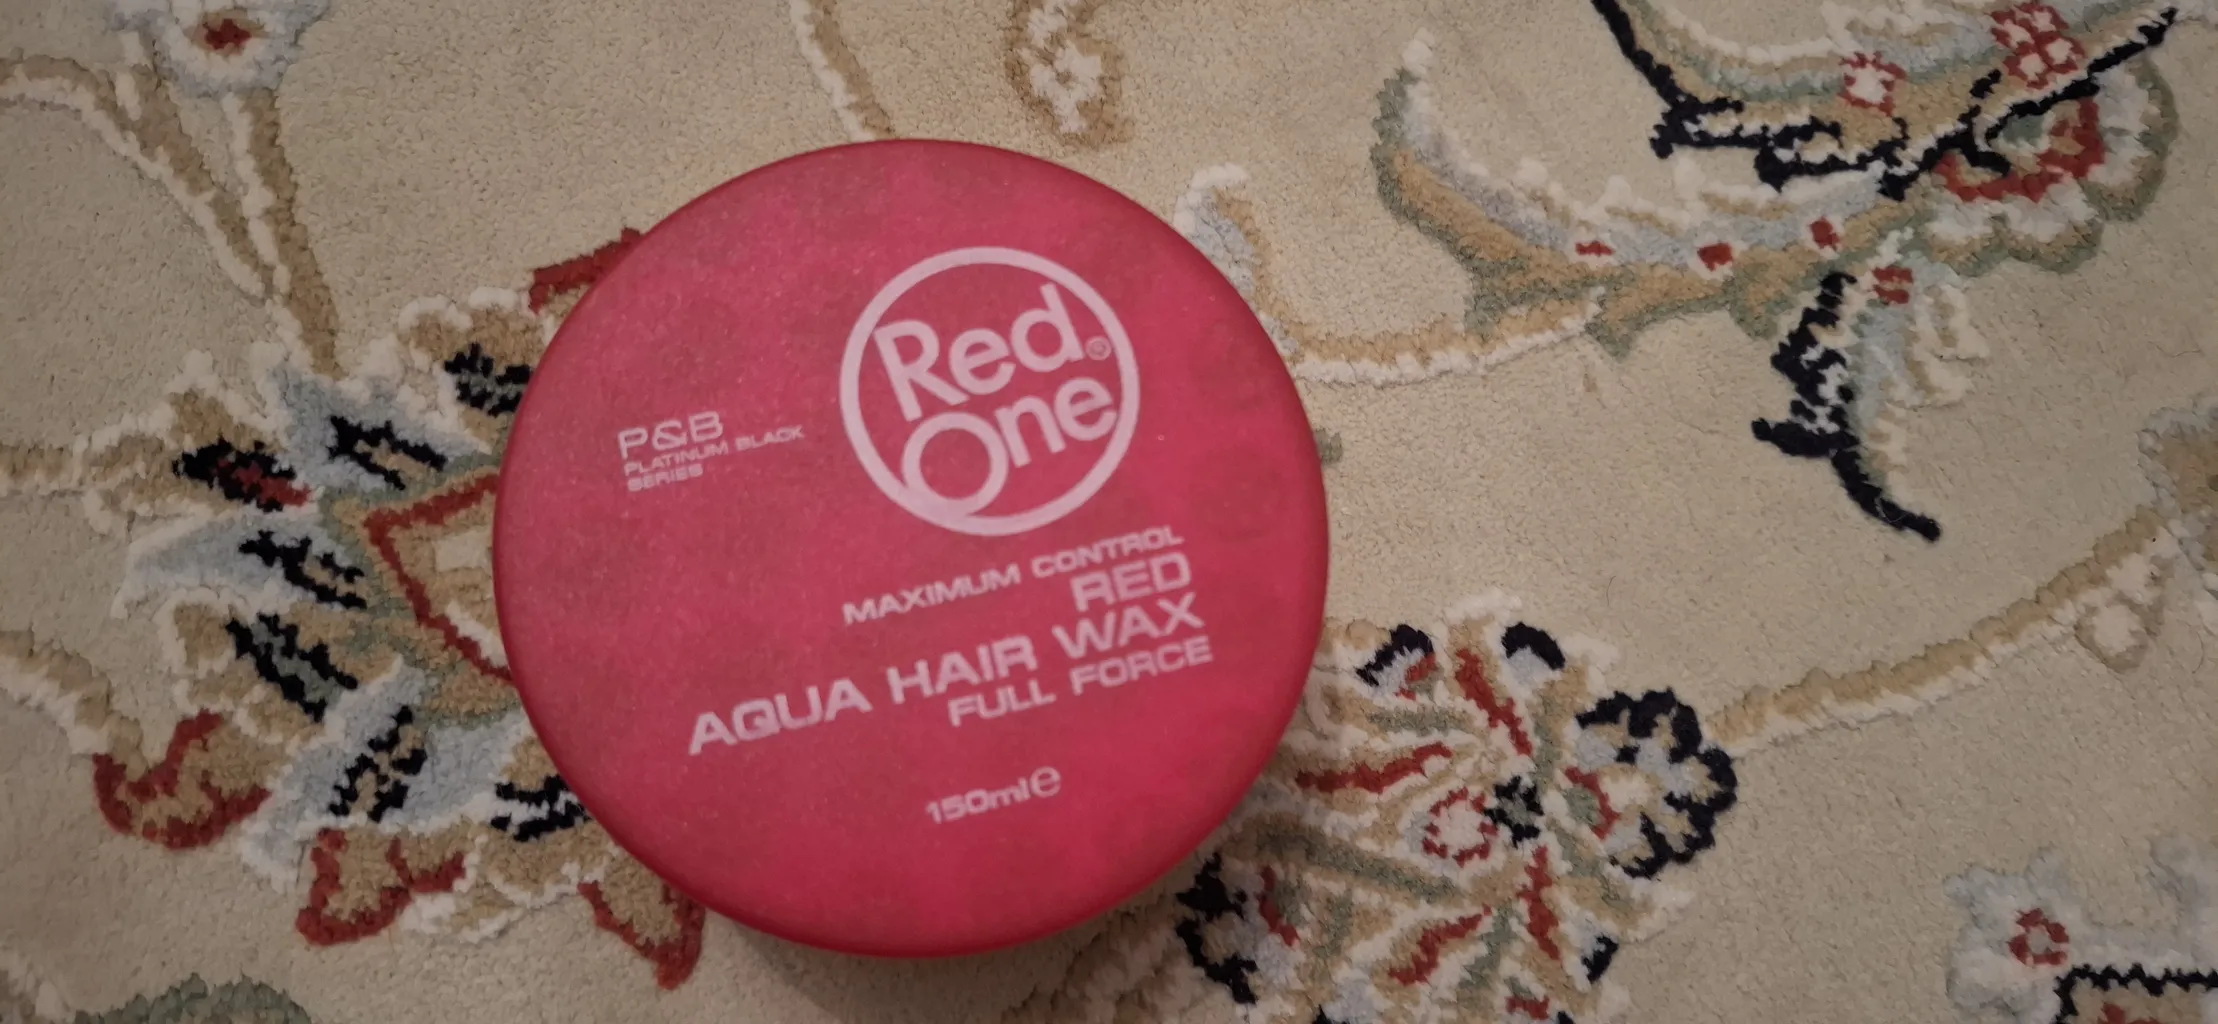 Red®
One
P&B
PLATINUM BLACK
SERIES
MAXIMUM CONTROL
RED
AQUA HAIR WAX
FULL FORCE
150ml℮